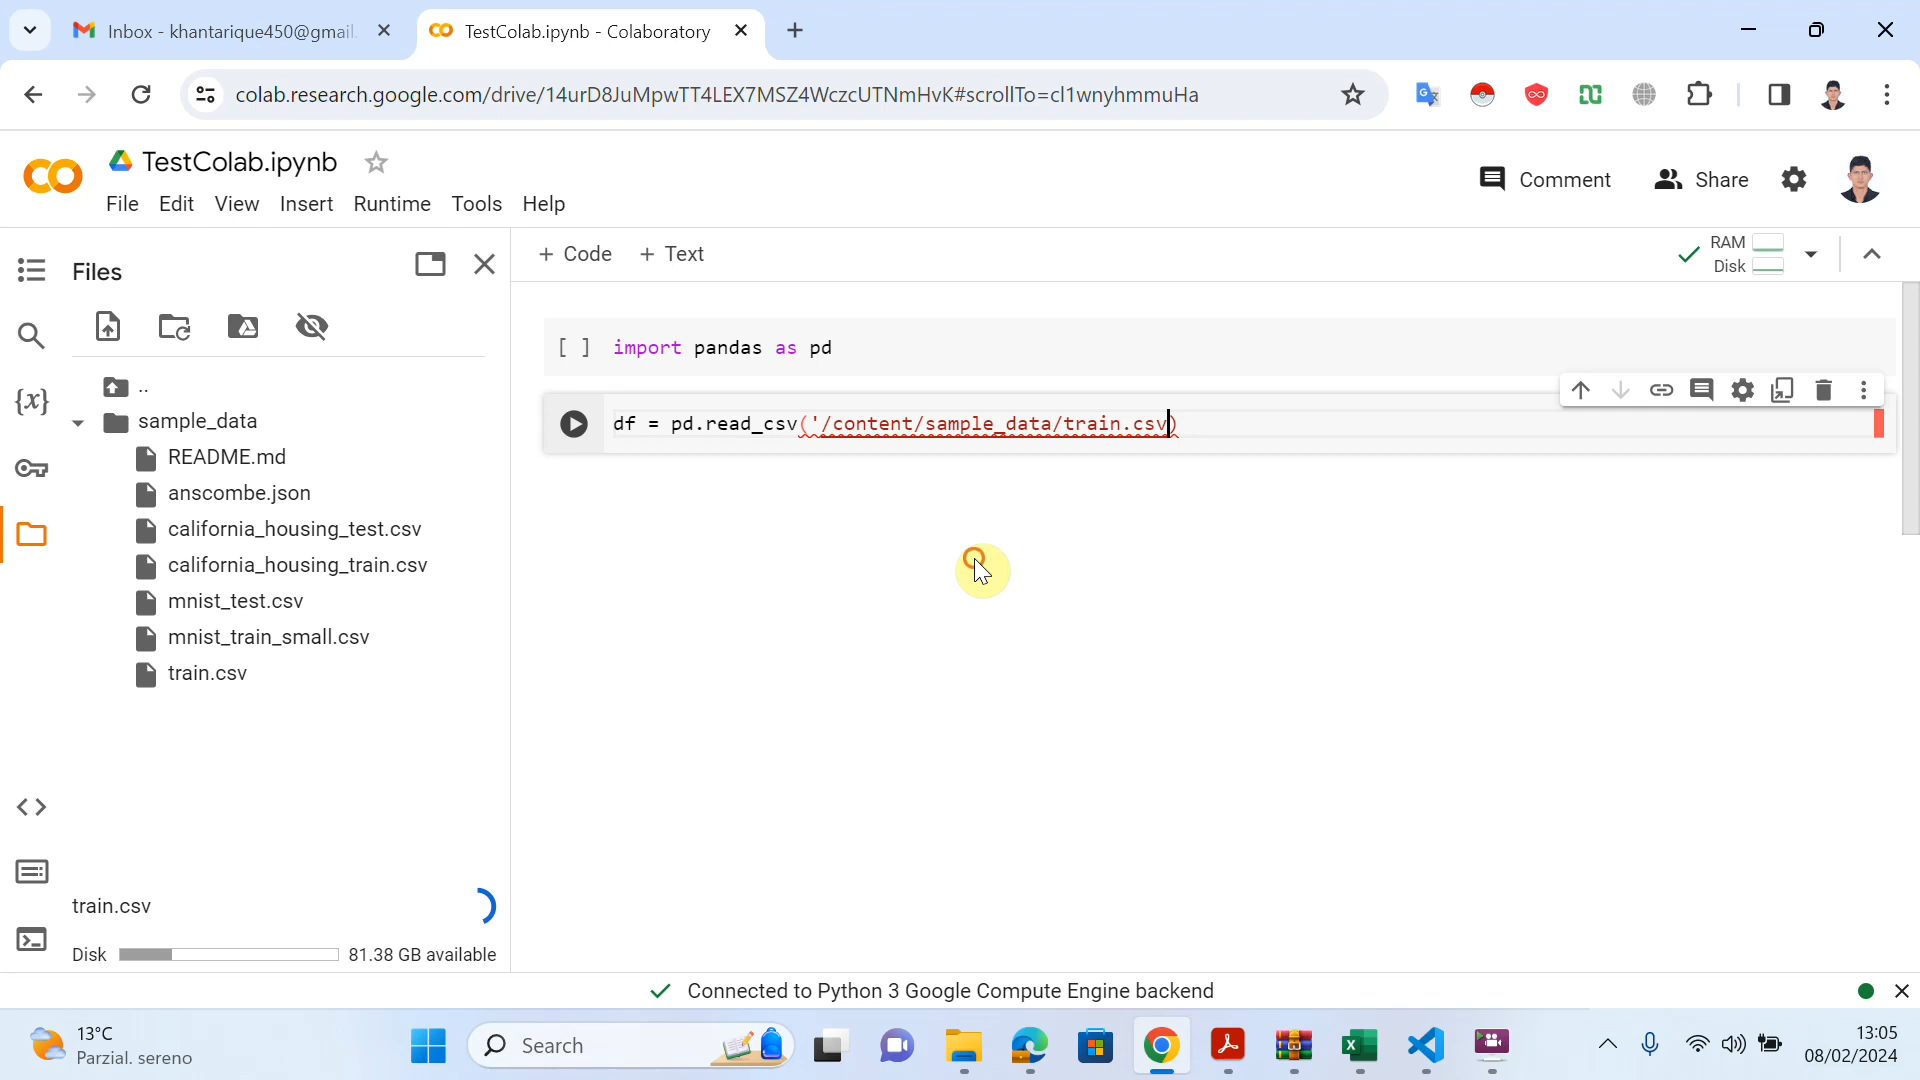 Inbox - khantarique450@gmail.
TestColab.ipynb - Colaboratory
colab.research.google.com/drive/14urD8JuMpwTT4LEX7MSZ4WczcUTNmHvK#scrollTo=cl1wnyhmmuHa
TestColab.ipynb
Comment
Share
File Edit View Insert Runtime Tools Help
Files
+ Code + Text
RAM
Disk
..
sample_data
README.md
anscombe.json
california_housing_test.csv
california_housing_train.csv
mnist_test.csv
mnist_train_small.csv
train.csv
{x}
[ ] import pandas as pd
df = pd.read_csv('/content/sample_data/train.csv)
train.csv
Disk 81.38 GB available
Connected to Python 3 Google Compute Engine backend
13°C
Parzial. sereno
Search
13:05
08/02/2024